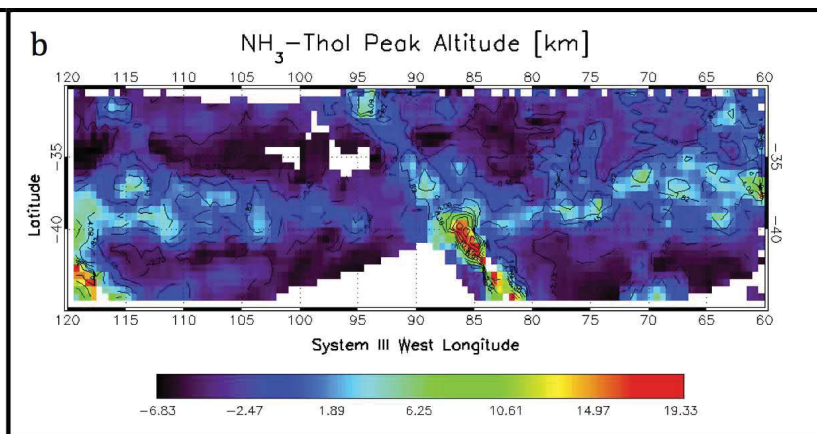 b
NH₃−Thol Peak Altitude [km]
120 115 110 105 100 95 90 85 80 75 70 65 60
Latitude
−35 −35
−40 −40
120 115 110 105 100 95 90 85 80 75 70 65 60
System III West Longitude
−6.83 −2.47 1.89 6.25 10.61 14.97 19.33